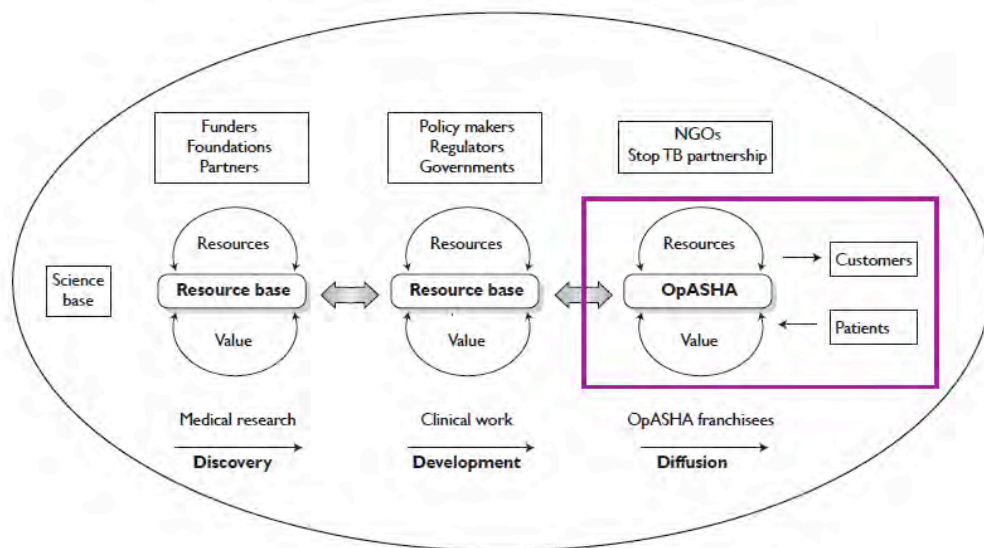 Funders
Foundations
Partners
Policy makers
Regulators
Governments
NGOs
Stop TB partnership
Science
base
Resources
Resource base
Value
Resources
Resource base
Value
Resources
OpASHA
Value
Customers
Patients
Medical research
Discovery
Clinical work
Development
OpASHA franchisees
Diffusion